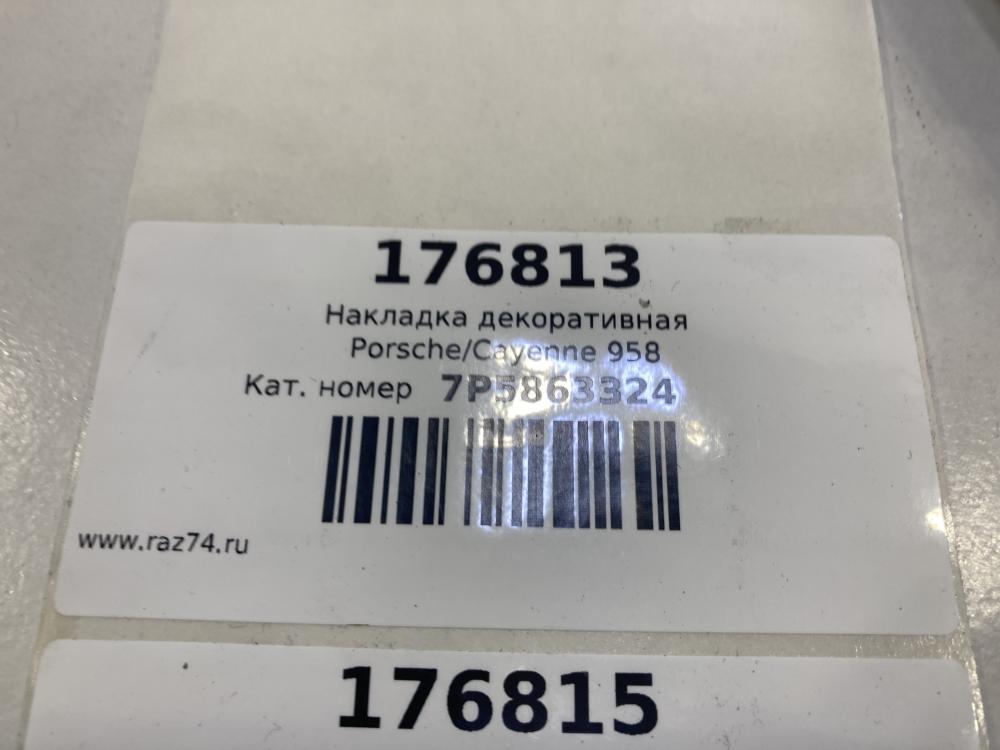 176813
Накладка декоративная
Porsche/Cayenne 958
Кат. номер 7P5863324
www.raz74.ru
176815